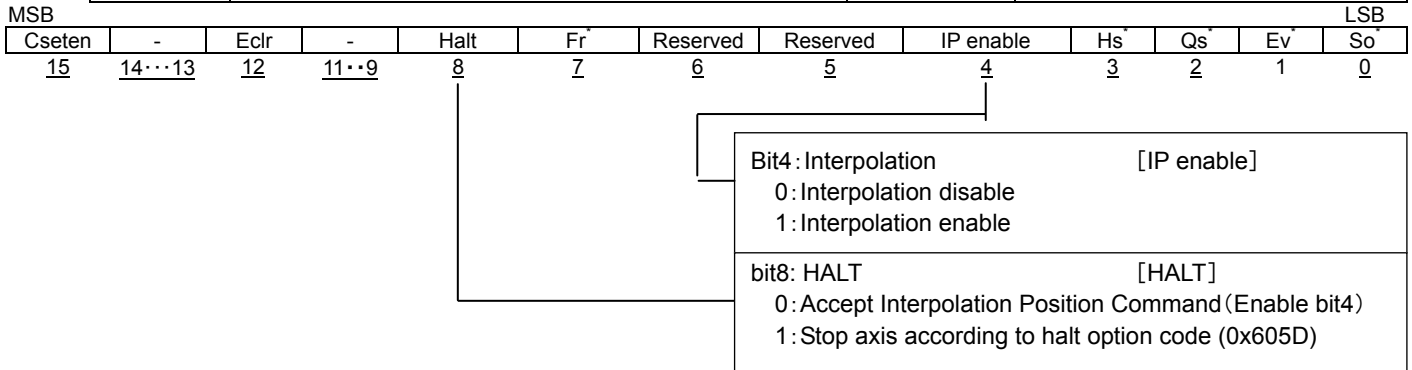 MSB LSB
Cseten - Eclr - Halt Fr* Reserved Reserved IP enable Hs* Qs* Ev* So*
15 14・・・13 12 11・・9 8 7 6 5 4 3 2 1 0
Bit4：Interpolation ［IP enable］
0：Interpolation disable
1：Interpolation enable
bit8: HALT ［HALT］
0：Accept Interpolation Position Command（Enable bit4）
1：Stop axis according to halt option code (0x605D)